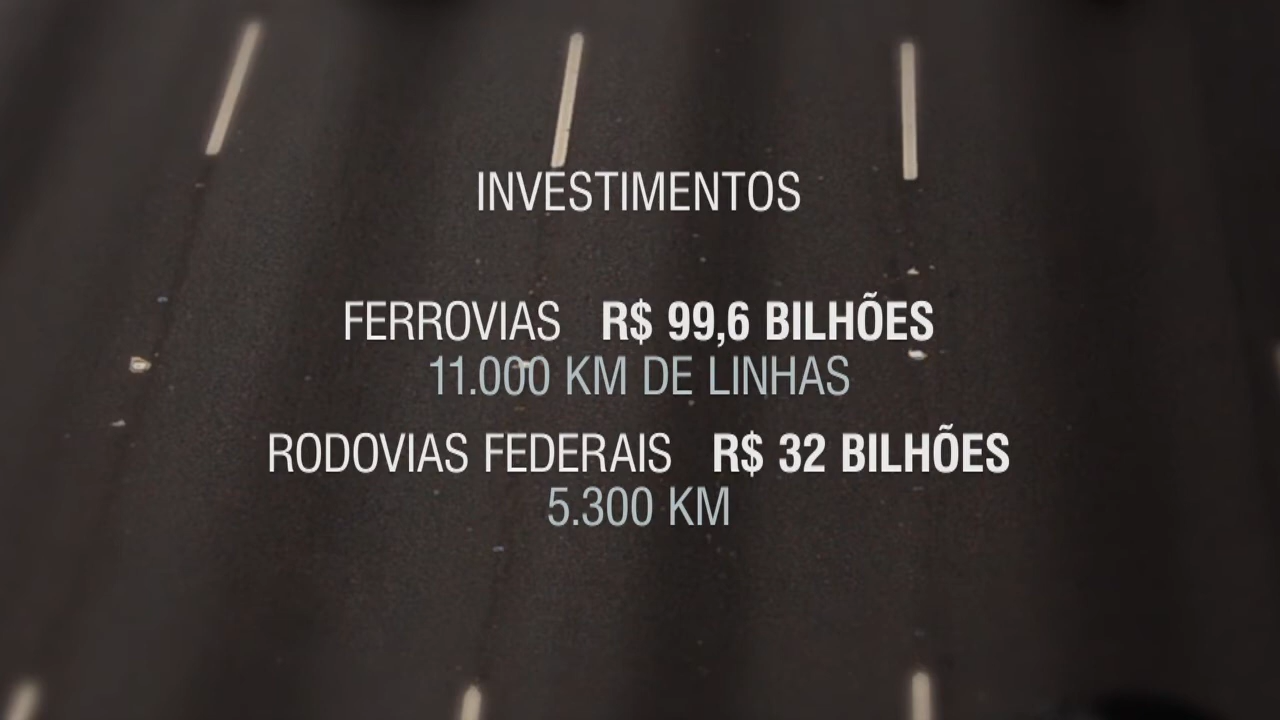 INVESTIMENTOS
FERROVIAS R$ 99,6 BILHÕES
11.000 KM DE LINHAS
RODOVIAS FEDERAIS R$ 32 BILHÕES
5.300 KM